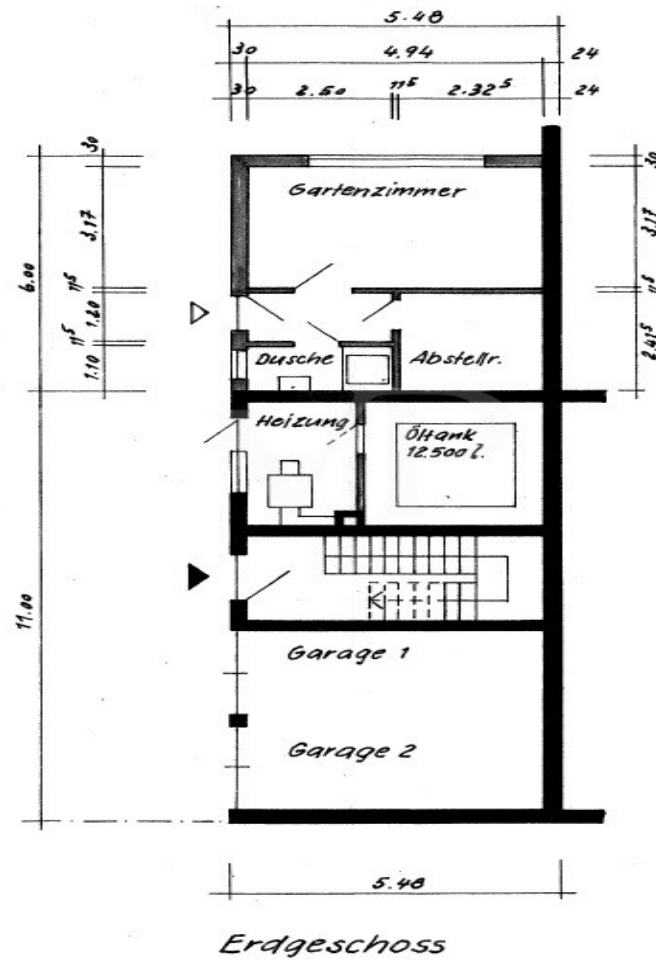 5.48
30 4.94 24
30 2.50 11⁵ 2.32⁵ 24
30
3.17
11⁵
1.20
11⁵
1.10
6.00
11.00
30
3.17
11⁵
2.41⁵
Gartenzimmer
Dusche
Abstellr.
Heizung
Öltank
12.500 l.
Garage 1
Garage 2
5.48
Erdgeschoss